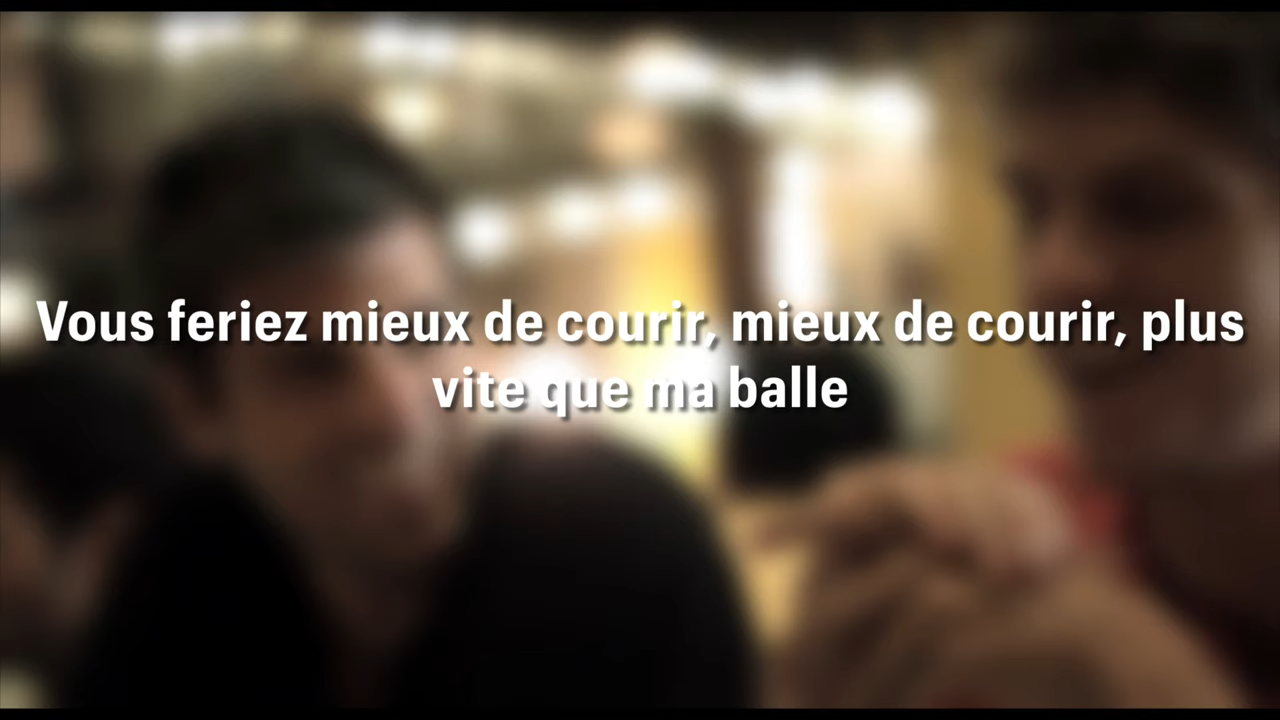 Vous feriez mieux de courir, mieux de courir, plus
vite que ma balle